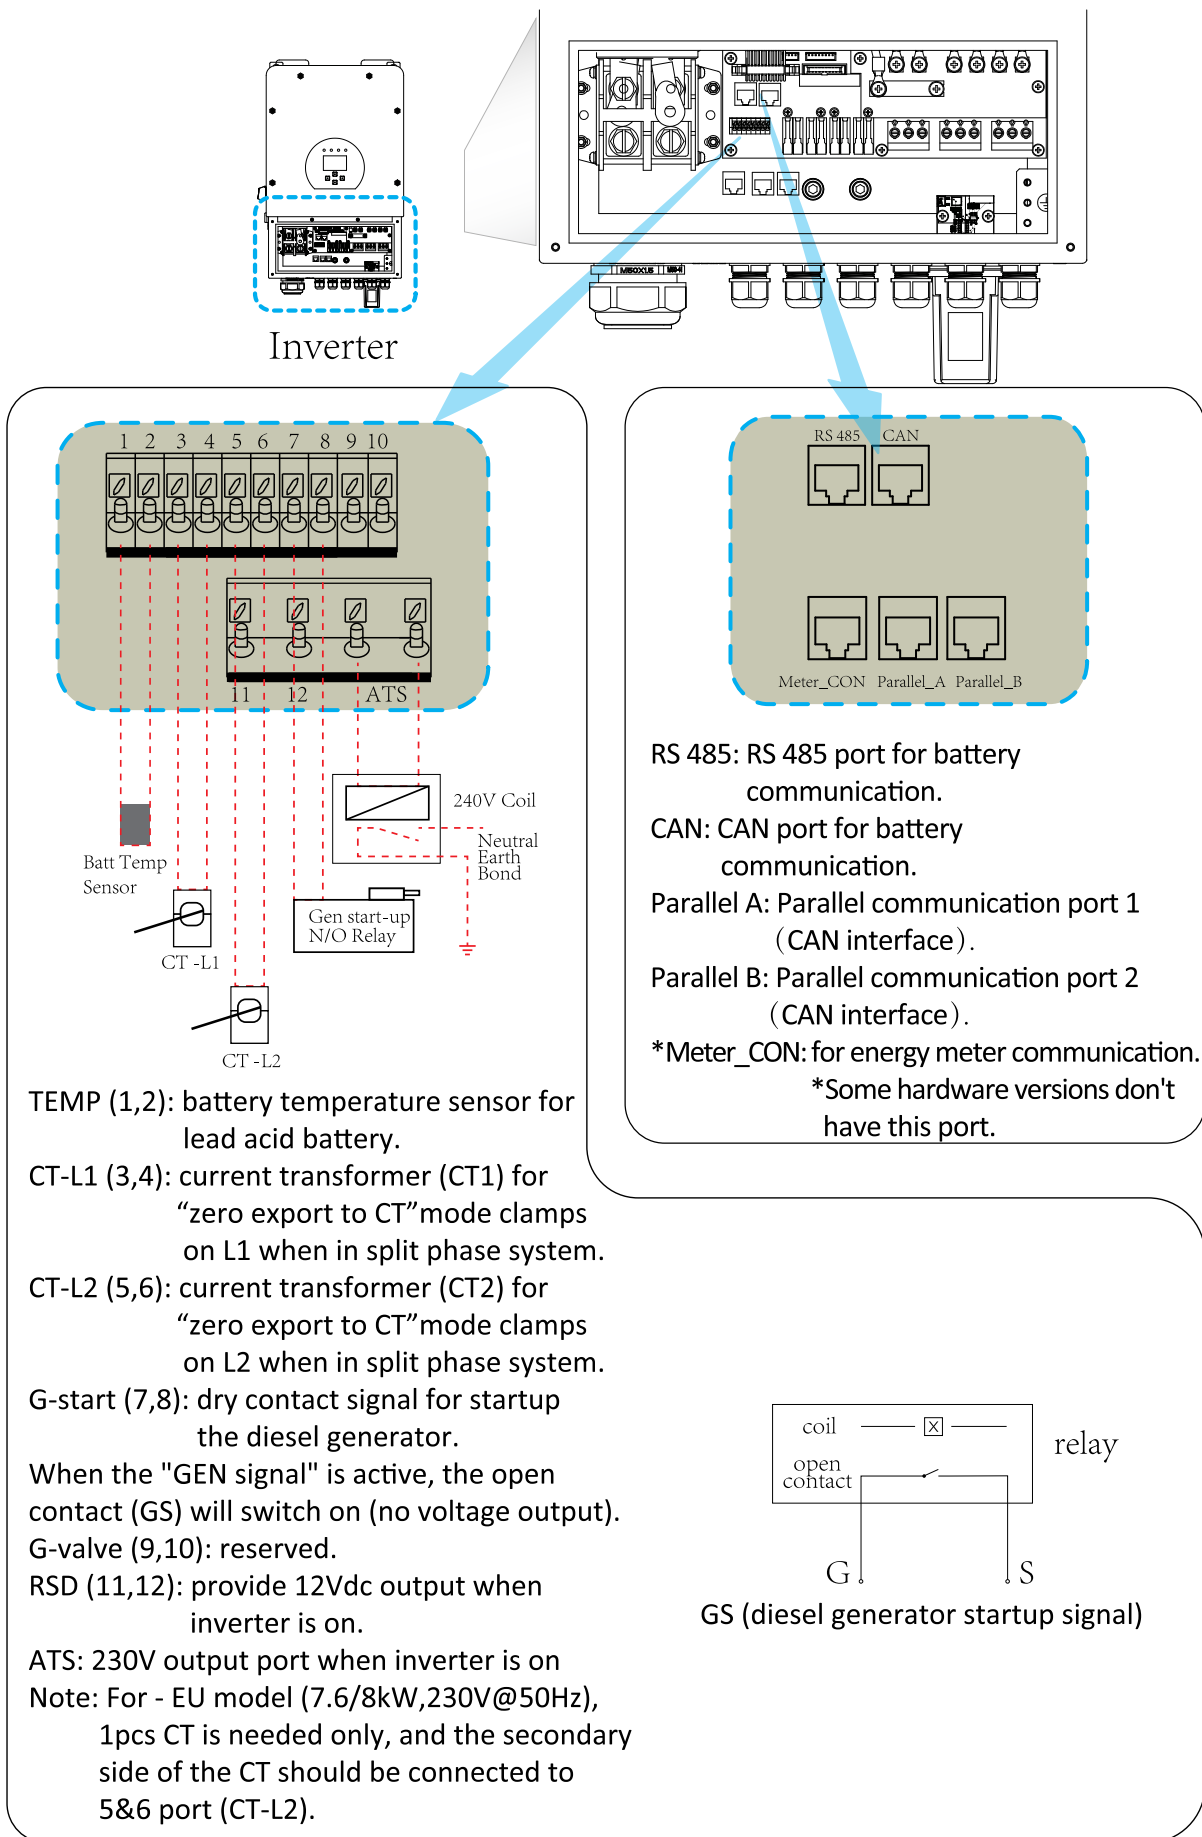 M50X1.5
Inverter
1 2 3 4 5 6 7 8 9 10
11 12 ATS
240V Coil
Neutral
Earth
Bond
Batt Temp
Sensor
Gen start-up
N/O Relay
CT -L1
CT -L2
TEMP (1,2): battery temperature sensor for
lead acid battery.
CT-L1 (3,4): current transformer (CT1) for
“zero export to CT”mode clamps
on L1 when in split phase system.
CT-L2 (5,6): current transformer (CT2) for
“zero export to CT”mode clamps
on L2 when in split phase system.
G-start (7,8): dry contact signal for startup
the diesel generator.
When the "GEN signal" is active, the open
contact (GS) will switch on (no voltage output).
G-valve (9,10): reserved.
RSD (11,12): provide 12Vdc output when
inverter is on.
ATS: 230V output port when inverter is on
Note: For - EU model (7.6/8kW,230V@50Hz),
1pcs CT is needed only, and the secondary
side of the CT should be connected to
5&6 port (CT-L2).
RS 485 CAN
Meter_CON Parallel_A Parallel_B
RS 485: RS 485 port for battery
communication.
CAN: CAN port for battery
communication.
Parallel A: Parallel communication port 1
（CAN interface）.
Parallel B: Parallel communication port 2
（CAN interface）.
*Meter_CON: for energy meter communication.
*Some hardware versions don't
have this port.
coil
relay
open
contact
G S
GS (diesel generator startup signal)